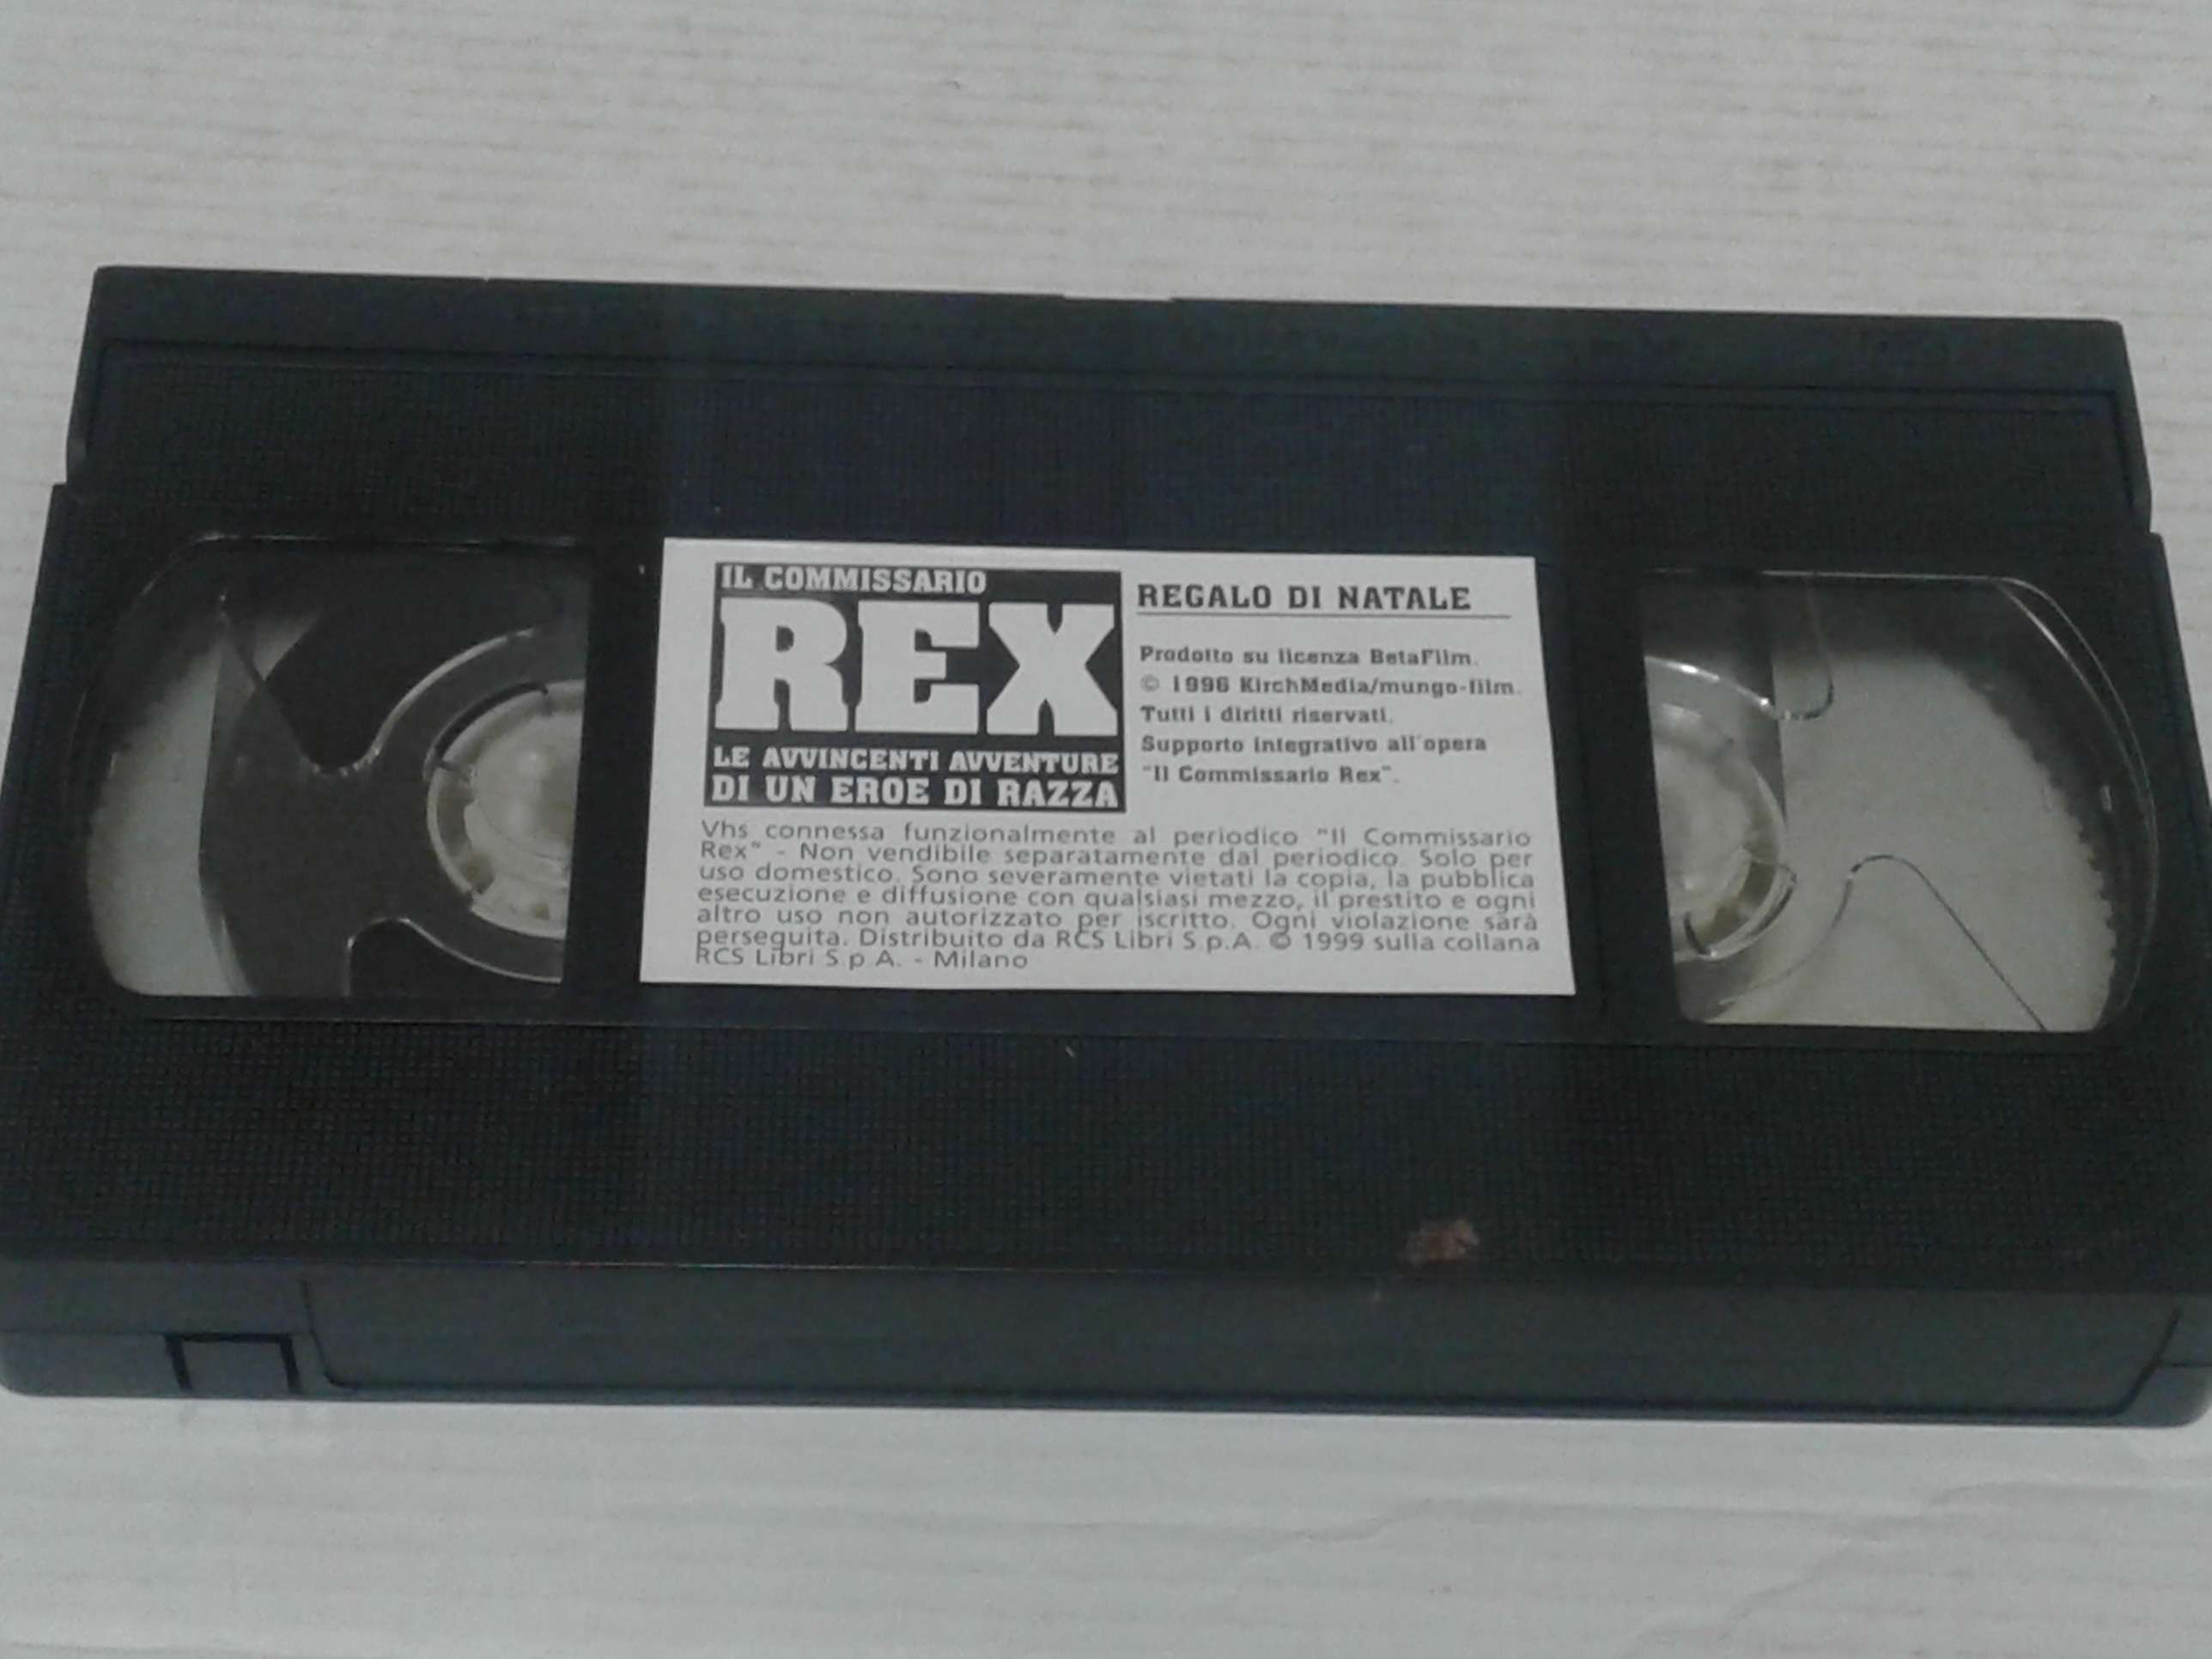 IL COMMISSARIO
REX
LE AVVINCENTI AVVENTURE
DI UN EROE DI RAZZA
REGALO DI NATALE
Prodotto su licenza BetaFilm.
© 1996 KirchMedia/mungo-film.
Tutti i diritti riservati.
Supporto integrativo all'opera
"Il Commissario Rex".
Vhs connessa funzionalmente al periodico "Il Commissario
Rex" - Non vendibile separatamente dal periodico. Solo per
uso domestico. Sono severamente vietati la copia, la pubblica
esecuzione e diffusione con qualsiasi mezzo, il prestito e ogni
altro uso non autorizzato per iscritto. Ogni violazione sarà
perseguita. Distribuito da RCS Libri S.p.A. © 1999 sulla collana
RCS Libri S.p.A. - Milano